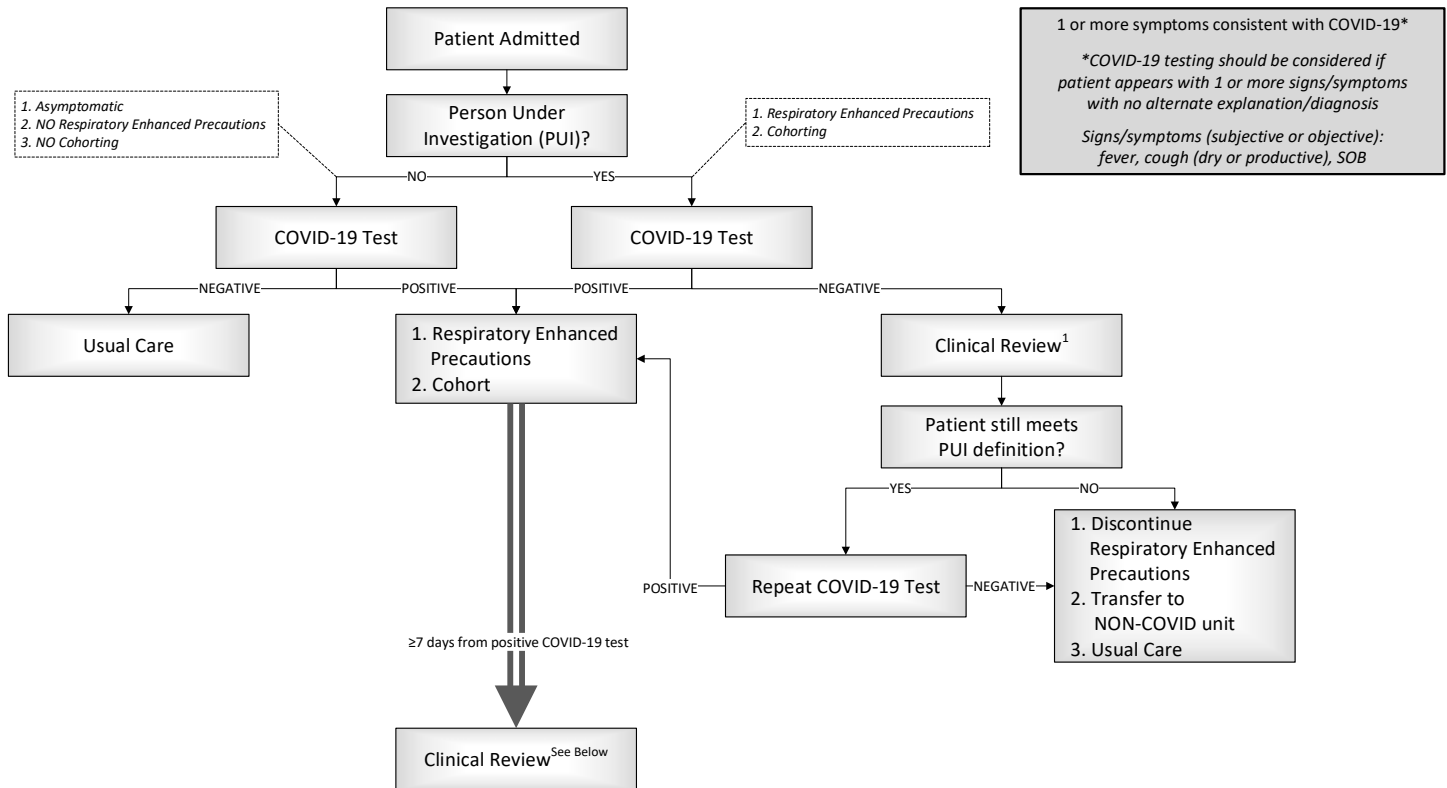 Patient Admitted
1 or more symptoms consistent with COVID-19*
*COVID-19 testing should be considered if
patient appears with 1 or more signs/symptoms
with no alternate explanation/diagnosis
Signs/symptoms (subjective or objective):
fever, cough (dry or productive), SOB
1. Asymptomatic
2. NO Respiratory Enhanced Precautions
3. NO Cohorting
Person Under
Investigation (PUI)?
1. Respiratory Enhanced Precautions
2. Cohorting
NO
YES
COVID-19 Test
COVID-19 Test
NEGATIVE
POSITIVE
POSITIVE
NEGATIVE
Usual Care
1. Respiratory Enhanced
Precautions
2. Cohort
Clinical Review1
Patient still meets
PUI definition?
YES
NO
Repeat COVID-19 Test
POSITIVE
NEGATIVE
1. Discontinue
Respiratory Enhanced
Precautions
2. Transfer to
NON-COVID unit
3. Usual Care
≥7 days from positive COVID-19 test
Clinical ReviewSee Below